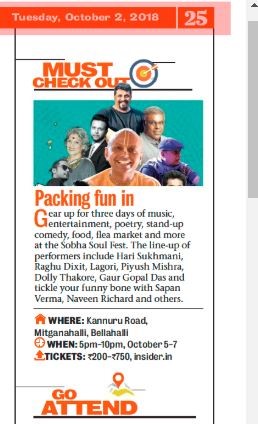 Tuesday, October 2, 2018 25
MUST
CHECK OUT
Packing fun in
Gear up for three days of music,
entertainment, poetry, stand-up
comedy, food, flea market and more
at the Sobha Soul Fest. The line-up of
performers include Hari Sukhmani,
Raghu Dixit, Lagori, Piyush Mishra,
Dolly Thakore, Gaur Gopal Das and
tickle your funny bone with Sapan
Verma, Naveen Richard and others.
WHERE: Kannuru Road,
Mitganahalli, Bellahalli
WHEN: 5pm-10pm, October 5-7
TICKETS: ₹200-₹750, insider.in
GO
ATTEND